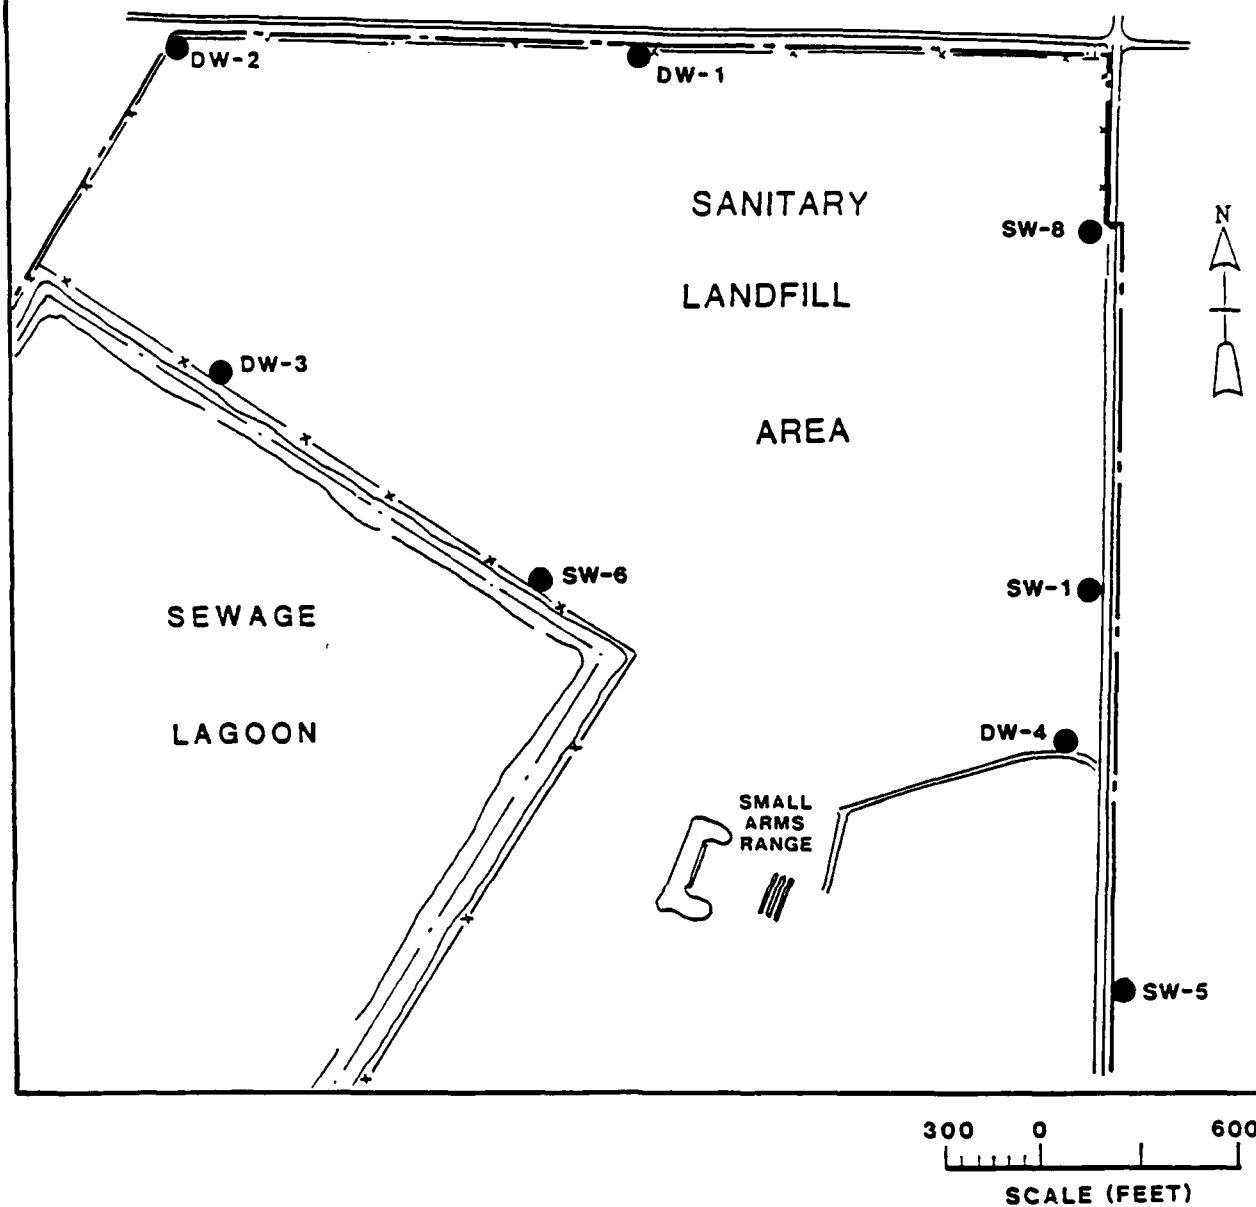 DW-2
DW-1
SANITARY
SW-8
N
LANDFILL
DW-3
AREA
SW-6
SW-1
SEWAGE
LAGOON
DW-4
SMALL
ARMS
RANGE
SW-5
300 0 600
SCALE (FEET)